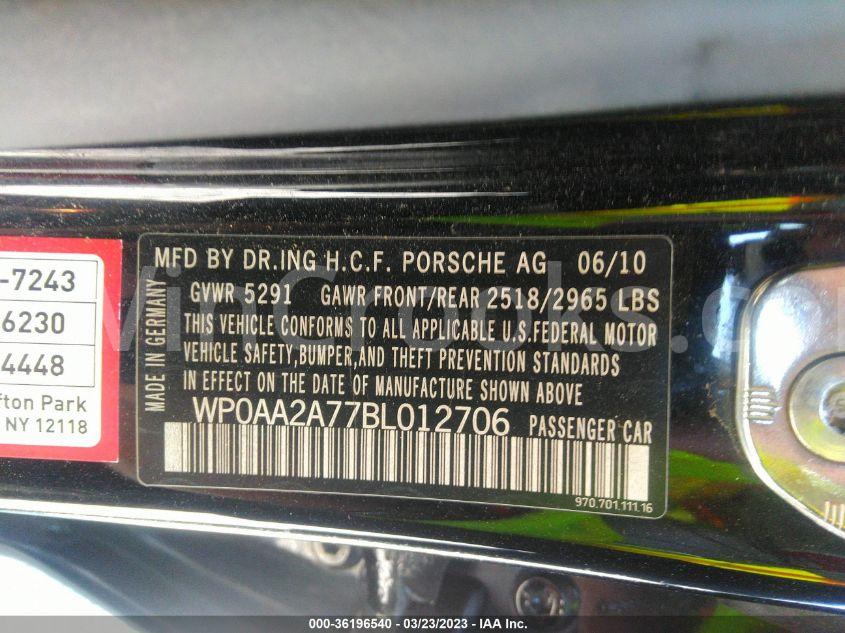 MFD BY DR.ING H.C.F. PORSCHE AG 06/10
GVWR 5291 GAWR FRONT/REAR 2518/2965 LBS
THIS VEHICLE CONFORMS TO ALL APPLICABLE U.S.FEDERAL MOTOR
VEHICLE SAFETY,BUMPER,AND THEFT PREVENTION STANDARDS
IN EFFECT ON THE DATE OF MANUFACTURE SHOWN ABOVE
WP0AA2A77BL012706 PASSENGER CAR
970.701.111.16
MADE IN GERMANY
-7243
6230
4448
fton Park
NY 12118
WinCrooks.c
000-36196540 / 03/23/2023 - IAA Inc.